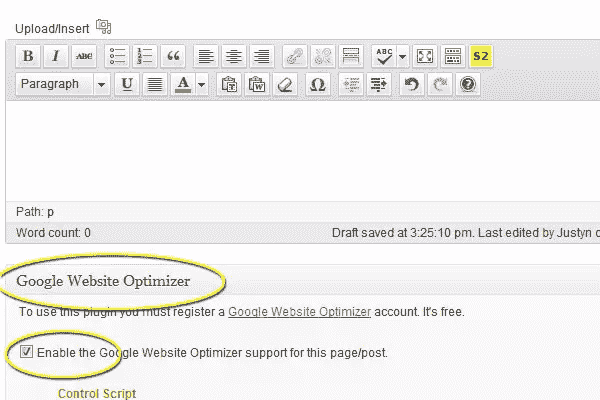 Upload/Insert
B I ABC ABC S2
Paragraph U A T W Ω ?
Path: p
Word count: 0 Draft saved at 3:25:10 pm. Last edited by Justyn
Google Website Optimizer
To use this plugin you must register a Google Website Optimizer account. It's free.
Enable the Google Website Optimizer support for this page/post.
Control Script